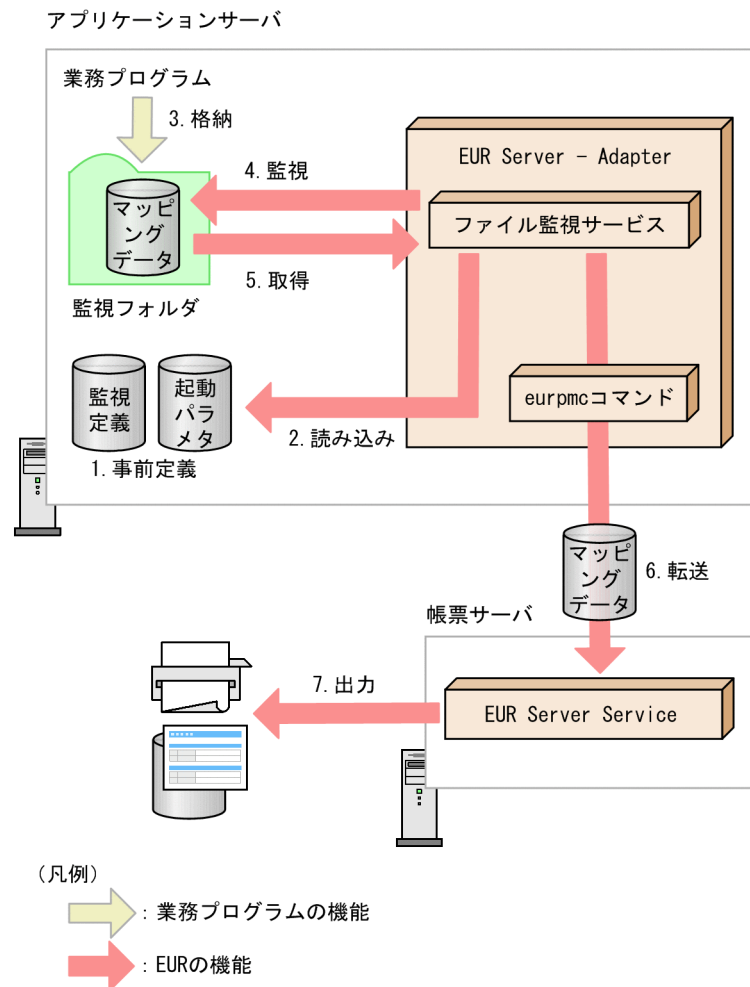 アプリケーションサーバ
業務プログラム
3.格納
EUR Server － Adapter
4.監視
マッピ
ング
データ
ファイル監視サービス
5.取得
監視フォルダ
監視
定義
起動
パラ
メタ
eurpmcコマンド
2.読み込み
1.事前定義
マッピ
ング
データ
6.転送
帳票サーバ
7.出力
EUR Server Service
（凡例）
：業務プログラムの機能
：EURの機能